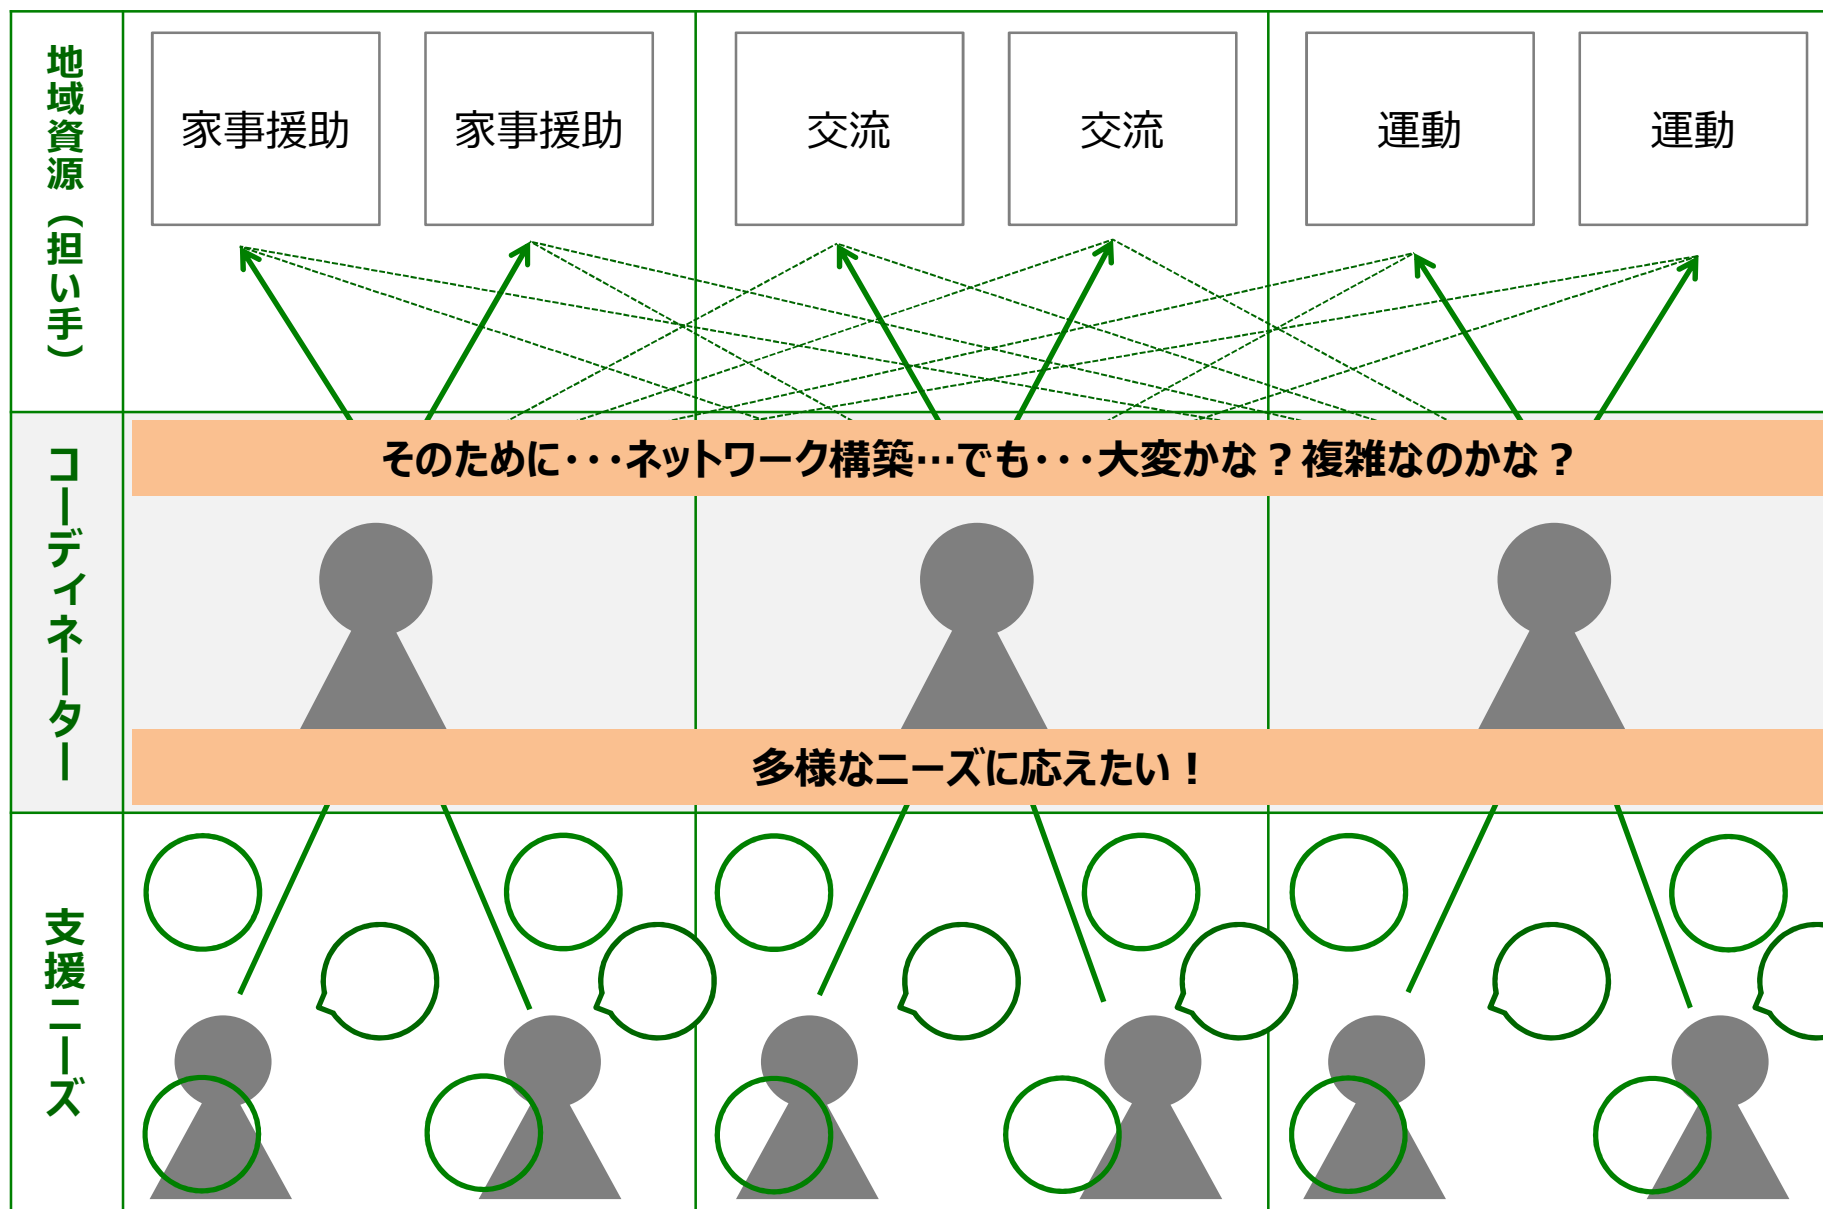 地域資源（担い手）
家事援助
家事援助
交流
交流
運動
運動
コーディネーター
そのために・・・ネットワーク構築…でも・・・大変かな？複雑なのかな？
多様なニーズに応えたい！
支援ニーズ